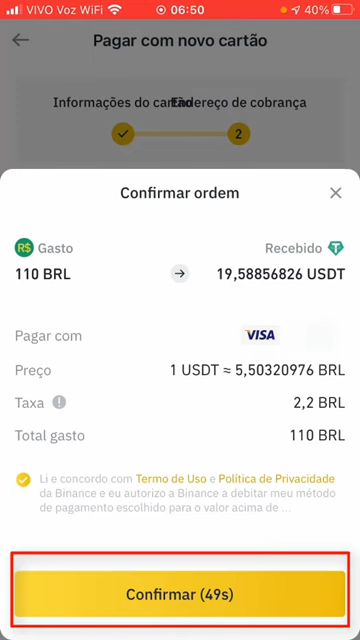 VIVO Voz WiFi 06:50 40%
Pagar com novo cartão
Informações do cartão Endereço de cobrança
2
Confirmar ordem
R$ Gasto Recebido
110 BRL 19,58856826 USDT
Pagar com VISA
Preço 1 USDT ≈ 5,50320976 BRL
Taxa 2,2 BRL
Total gasto 110 BRL
Li e concordo com Termo de Uso e Política de Privacidade
da Binance e eu autorizo a Binance a debitar meu método
de pagamento escolhido para o valor acima de ...
Confirmar (49s)